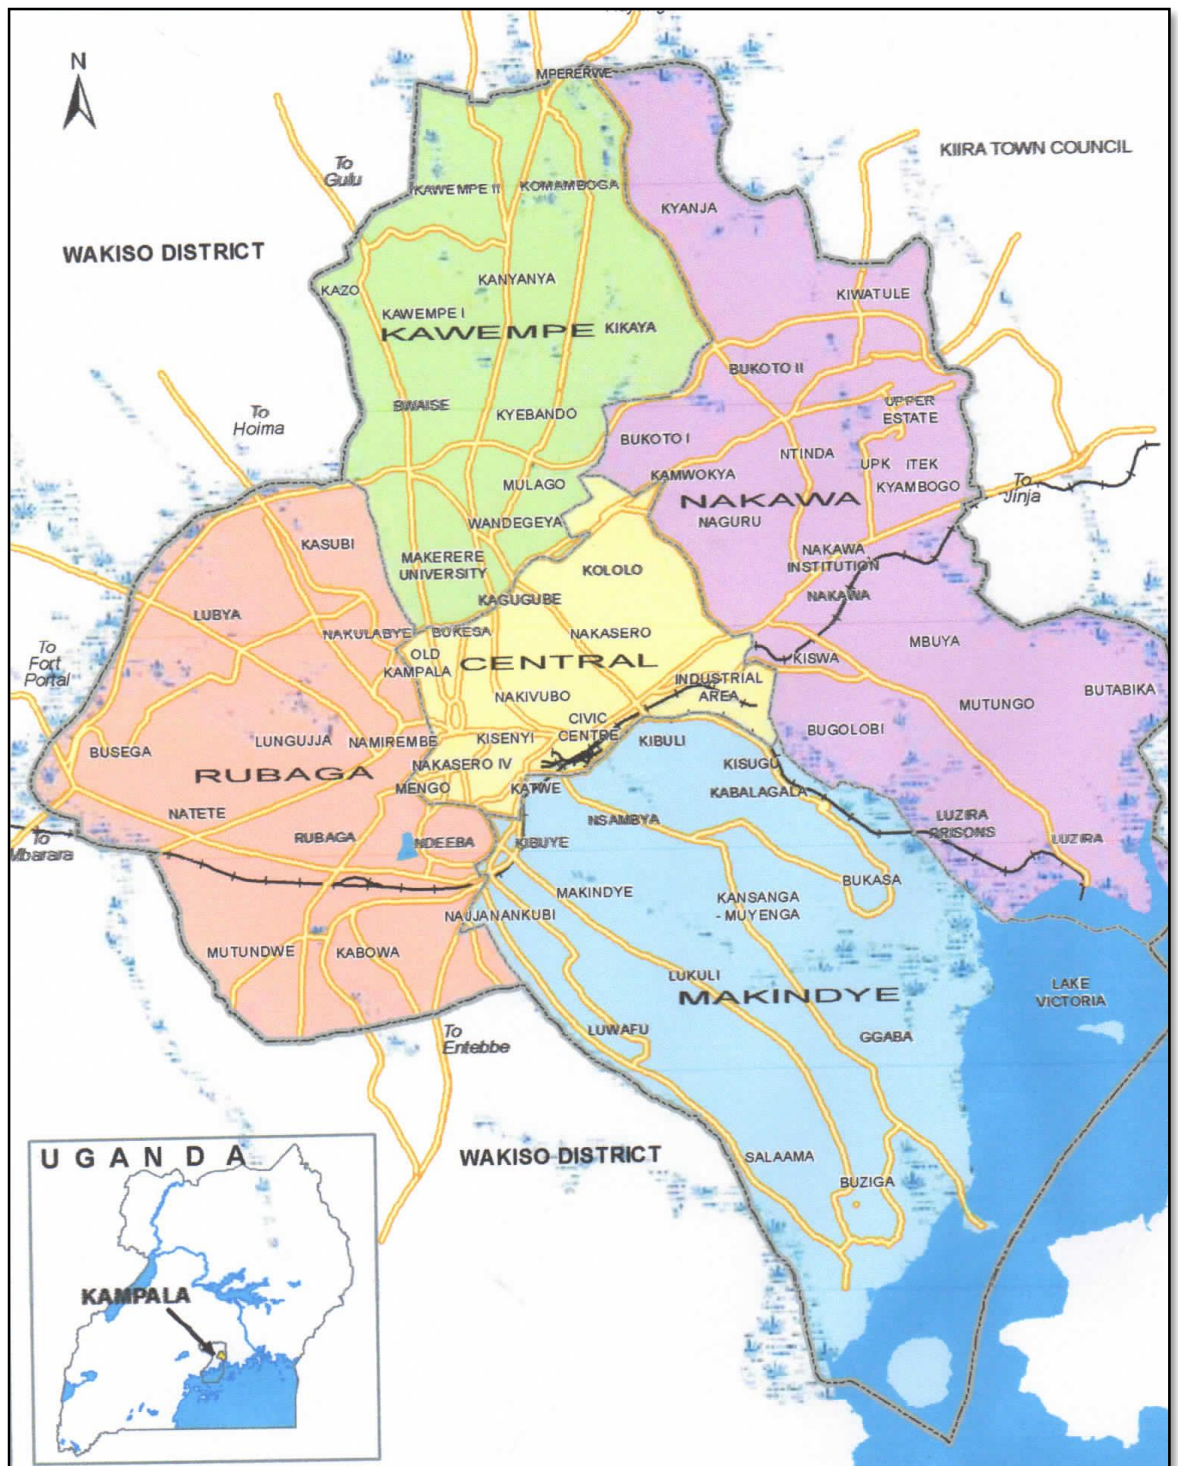 N
MPERERWE
KIIRA TOWN COUNCIL
To
Gulu
KAWEMPE II
KOMAMBOGA
KYANJA
WAKISO DISTRICT
KAZO
KANYANYA
KIWATULE
KAWEMPE I
KAWEMPE
KIKAYA
BUKOTO II
BWAISE
KYEBANDO
UPPER
ESTATE
To
Hoima
BUKOTO I
NTINDA
KAMWOKYA
UPK
ITEK
KYAMBOGO
To
Jinja
MULAGO
NAKAWA
NAGURU
WANDEGEYA
KASUBI
MAKERERE
UNIVERSITY
KOLOLO
NAKAWA
INSTITUTION
NAKAWA
KAGUGUBE
LUBYA
NAKULABYE
BUKESA
NAKASERO
MBUYA
OLD
KAMPALA
CENTRAL
KISWA
To
Fort
Portal
INDUSTRIAL
AREA
NAKIVUBO
MUTUNGO
BUTABIKA
BUGOLOBI
CIVIC
CENTRE
KISENYI
KIBULI
BUSEGA
LUNGUJJA
NAMIREMBE
NAKASERO IV
KISUGU
RUBAGA
MENGO
KATWE
KABALAGALA
NATETE
NSAMBYA
LUZIRA
PRISONS
LUZIRA
RUBAGA
NDEEBA
KIBUYE
To
Mbarara
MAKINDYE
BUKASA
KANSANGA
- MUYENGA
NAJJANANKUBI
MUTUNDWE
KABOWA
LUKULI
MAKINDYE
LAKE
VICTORIA
LUWAFU
GGABA
To
Entebbe
WAKISO DISTRICT
SALAAMA
BUZIGA
UGANDA
KAMPALA